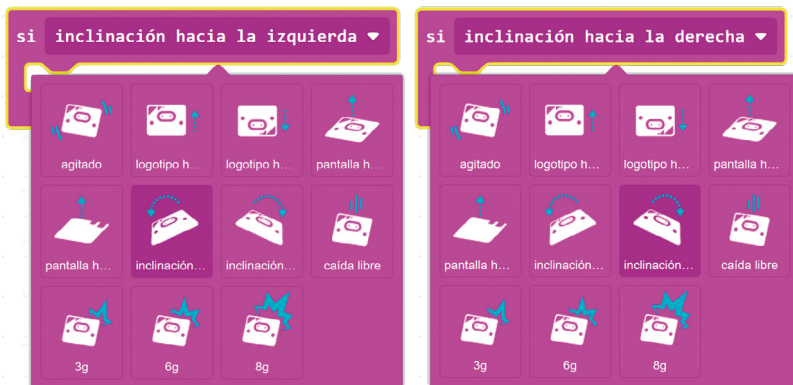 si inclinación hacia la izquierda
agitado logotipo h... logotipo h... pantalla h...
pantalla h... inclinación... inclinación... caída libre
3g 6g 8g
si inclinación hacia la derecha
agitado logotipo h... logotipo h... pantalla h...
pantalla h... inclinación... inclinación... caída libre
3g 6g 8g